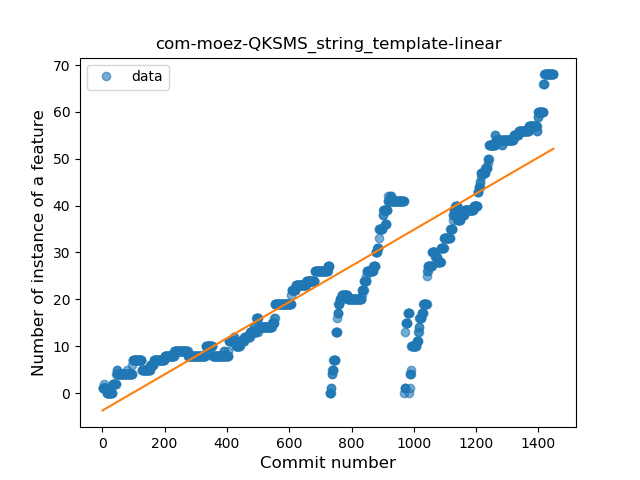 com-moez-QKSMS_string_template-linear
data
Number of instance of a feature
70
60
50
40
30
20
10
0
0 200 400 600 800 1000 1200 1400
Commit number